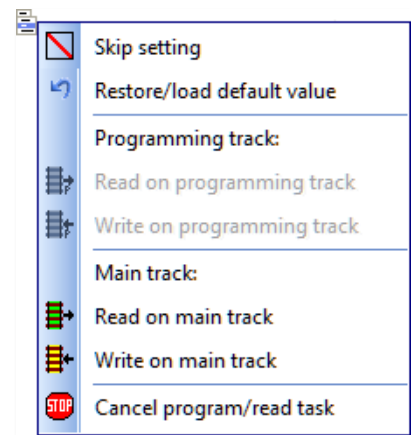 Skip setting
Restore/load default value
Programming track:
P
Read on programming track
P
Write on programming track
Main track:
Read on main track
Write on main track
STOP
Cancel program/read task